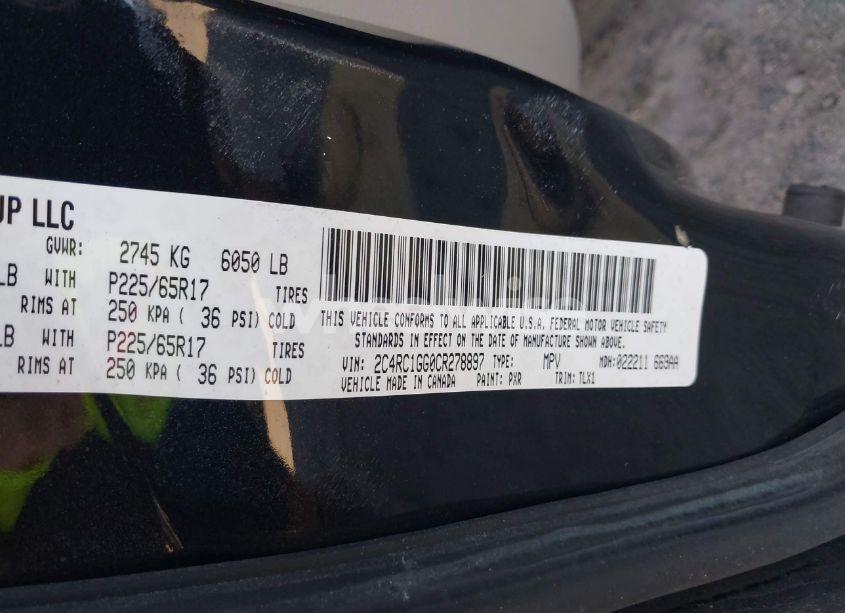 UP LLC
GVWR: 2745 KG 6050 LB
LB WITH P225/65R17 TIRES
RIMS AT 250 KPA ( 36 PSI) COLD
LB WITH P225/65R17 TIRES
RIMS AT 250 KPA ( 36 PSI) COLD
THIS VEHICLE CONFORMS TO ALL APPLICABLE U.S.A. FEDERAL MOTOR VEHICLE SAFETY
STANDARDS IN EFFECT ON THE DATE OF MANUFACTURE SHOWN ABOVE.
VIN: 2C4RC1GG0CR278897 TYPE: MPV MDH:022211 669AA
VEHICLE MADE IN CANADA PAINT: PXR TRIM: TLX1